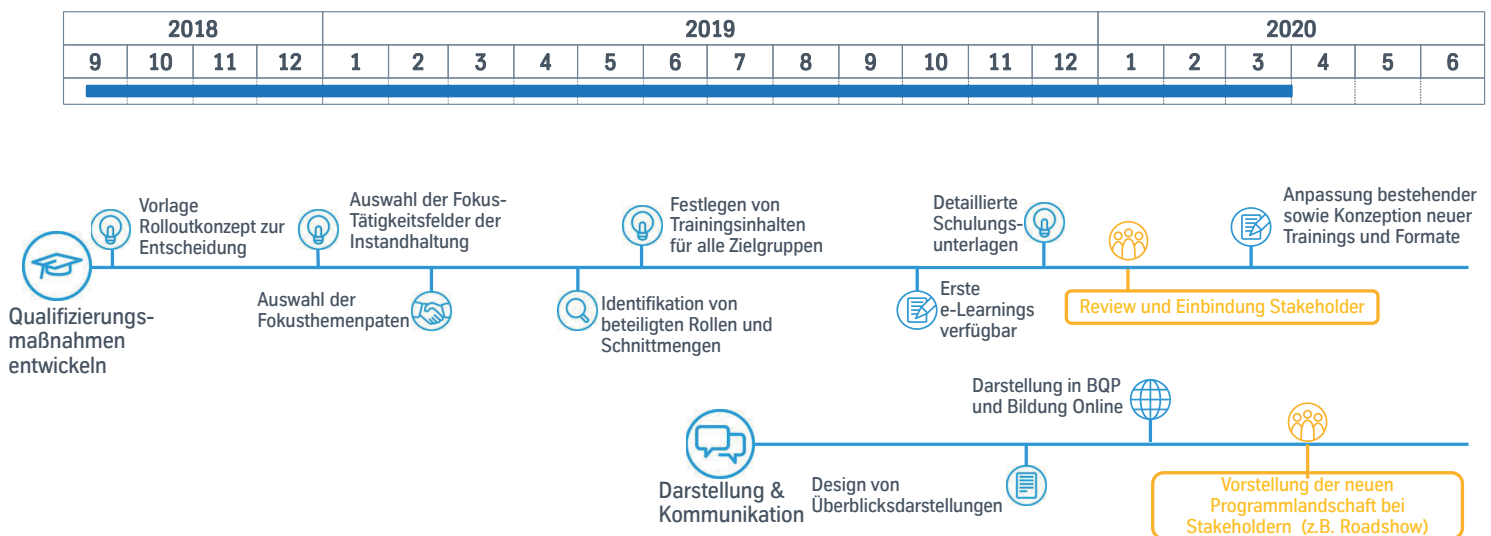 2018 2019 2020
9 10 11 12 1 2 3 4 5 6 7 8 9 10 11 12 1 2 3 4 5 6
Vorlage
Rolloutkonzept zur
Entscheidung
Auswahl der Fokus-
Tätigkeitsfelder der
Instandhaltung
Festlegen von
Trainingsinhalten
für alle Zielgruppen
Detaillierte
Schulungs-
unterlagen
Anpassung bestehender
sowie Konzeption neuer
Trainings und Formate
Qualifizierungs-
maßnahmen
entwickeln
Auswahl der
Fokusthemenpaten
Identifikation von
beteiligten Rollen und
Schnittmengen
Erste
e-Learnings
verfügbar
Review und Einbindung Stakeholder
Darstellung in BQP
und Bildung Online
Darstellung &
Kommunikation
Design von
Überblicksdarstellungen
Vorstellung der neuen
Programmlandschaft bei
Stakeholdern (z.B. Roadshow)